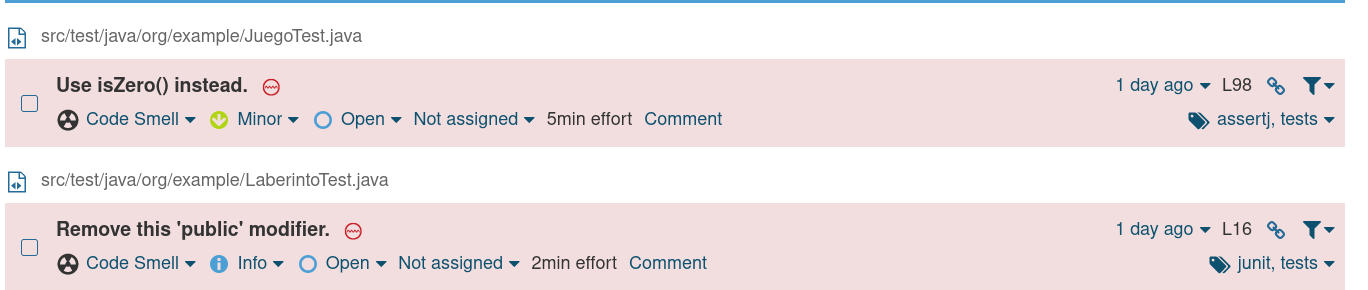 src/test/java/org/example/JuegoTest.java
Use isZero() instead. 1 day ago L98
Code Smell Minor Open Not assigned 5min effort Comment assertj, tests
src/test/java/org/example/LaberintoTest.java
Remove this 'public' modifier. 1 day ago L16
Code Smell Info Open Not assigned 2min effort Comment junit, tests